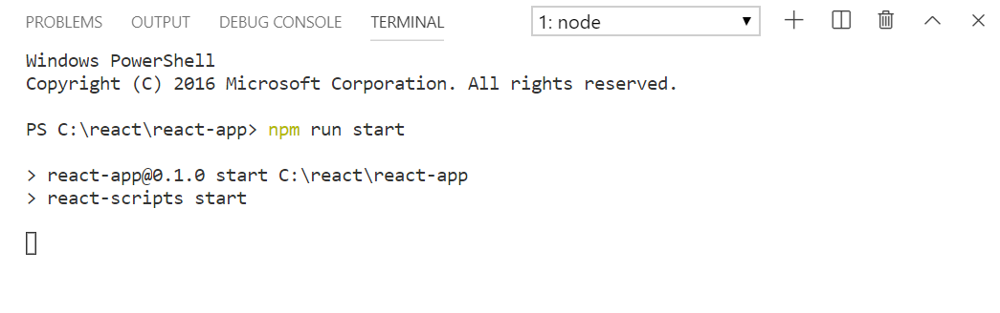 PROBLEMS OUTPUT DEBUG CONSOLE TERMINAL 1: node
Windows PowerShell
Copyright (C) 2016 Microsoft Corporation. All rights reserved.
PS C:\react\react-app> npm run start
> react-app@0.1.0 start C:\react\react-app
> react-scripts start